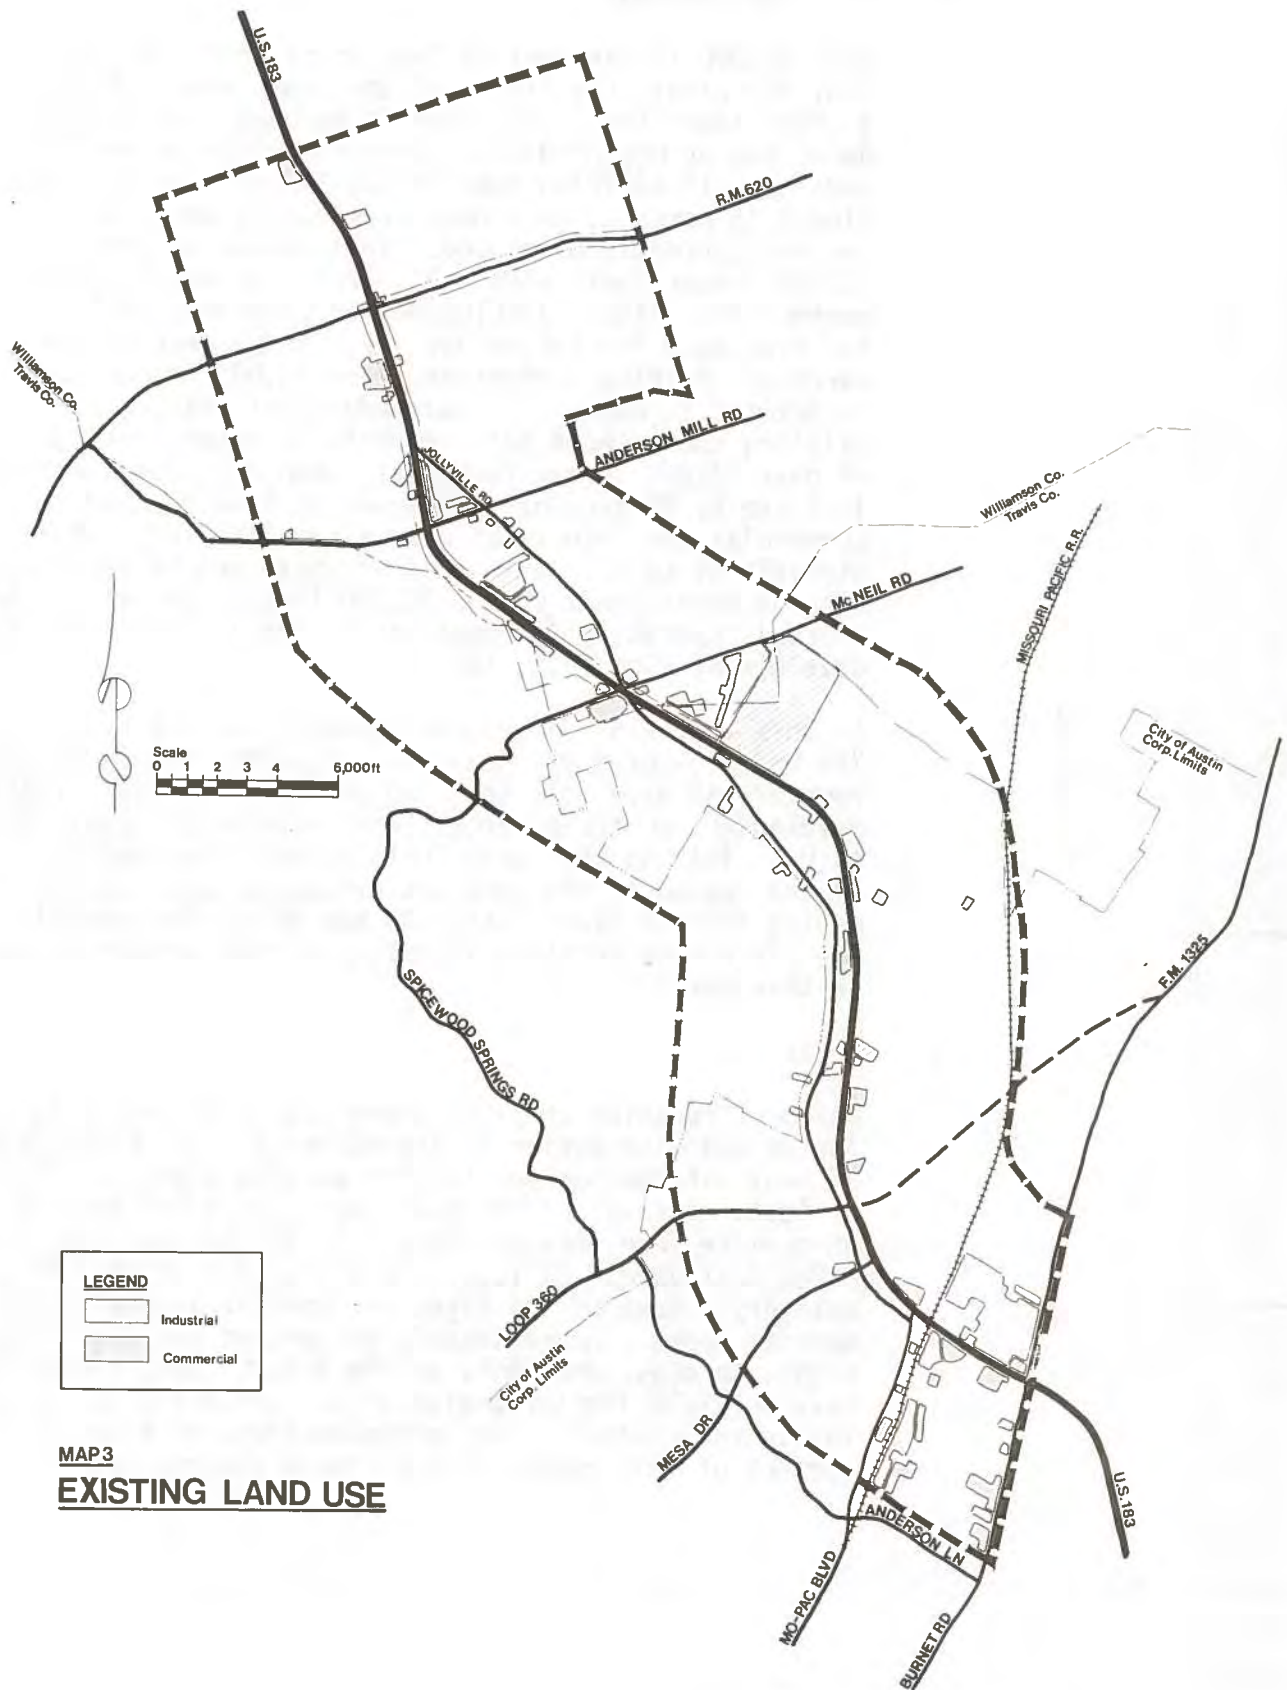 U.S.183
R.M.620
Williamson Co.
Travis Co.
JOLLYVILLE RD
ANDERSON MILL RD
Williamson Co.
Travis Co.
MISSOURI PACIFIC R.R.
McNEIL RD
City of Austin
Corp. Limits
Scale
0 1 2 3 4 6,000ft
F.M. 1325
SPICEWOOD SPRINGS RD
LEGEND
Industrial
Commercial
LOOP 360
City of Austin
Corp. Limits
MESA DR
U.S.183
ANDERSON LN
MO-PAC BLVD
BURNET RD
MAP 3
EXISTING LAND USE